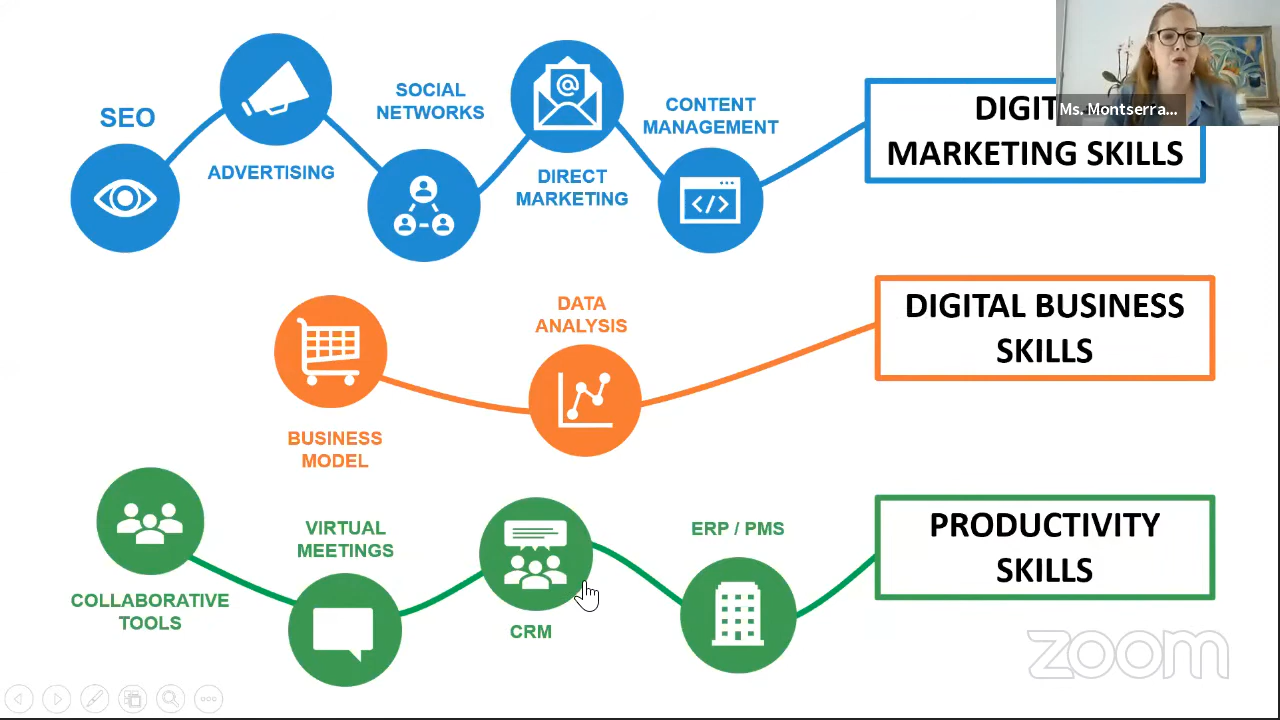 SEO
ADVERTISING
SOCIAL
NETWORKS
@
DIRECT
MARKETING
CONTENT
MANAGEMENT
</>
DIGIT
MARKETING SKILLS
Ms. Montserra...
BUSINESS
MODEL
DATA
ANALYSIS
DIGITAL BUSINESS
SKILLS
COLLABORATIVE
TOOLS
VIRTUAL
MEETINGS
CRM
ERP / PMS
PRODUCTIVITY
SKILLS
zoom